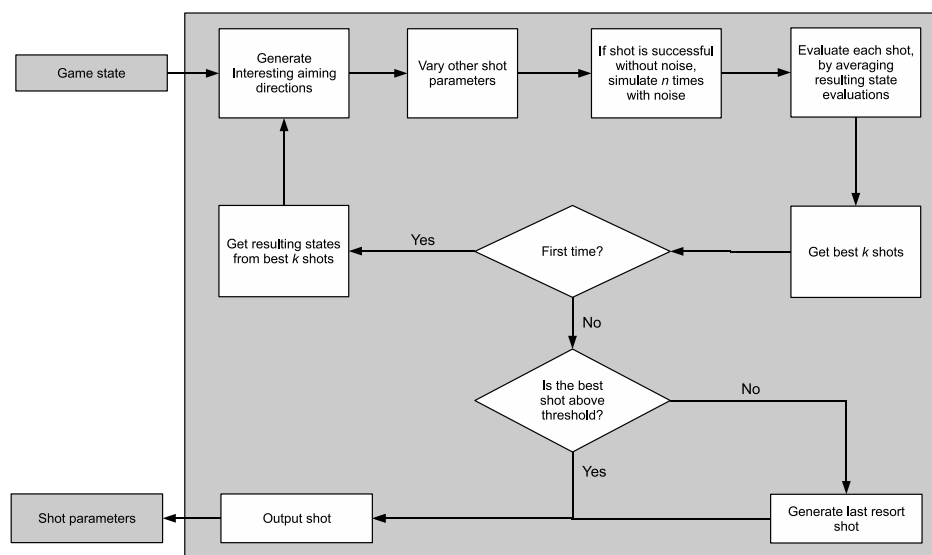 Game state
Generate
Interesting aiming
directions
Vary other shot
parameters
If shot is successful
without noise,
simulate n times
with noise
Evaluate each shot,
by averaging
resulting state
evaluations
Get resulting states
from best k shots
Yes
First time?
Get best k shots
No
Is the best
shot above
threshold?
No
Yes
Shot parameters
Output shot
Generate last resort
shot